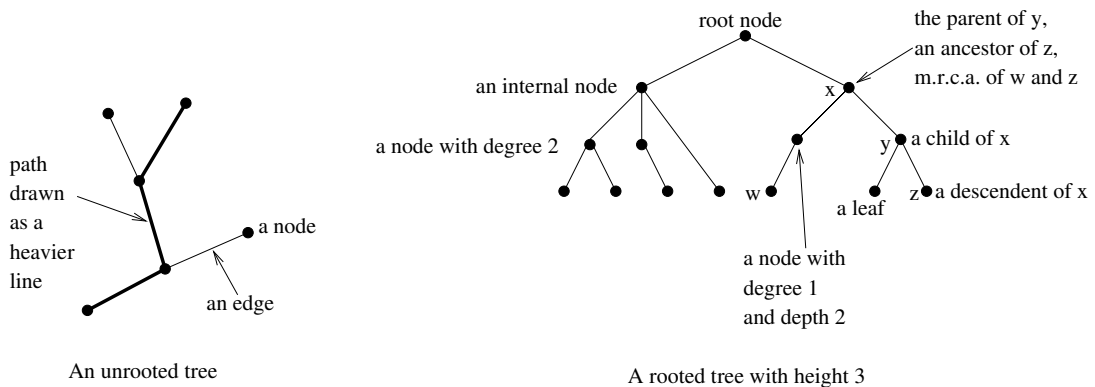 path
drawn
as a
heavier
line
a node
an edge
An unrooted tree
root node
the parent of y,
an ancestor of z,
m.r.c.a. of w and z
an internal node
x
a node with degree 2
y
a child of x
w
a leaf
z
a descendent of x
a node with
degree 1
and depth 2
A rooted tree with height 3